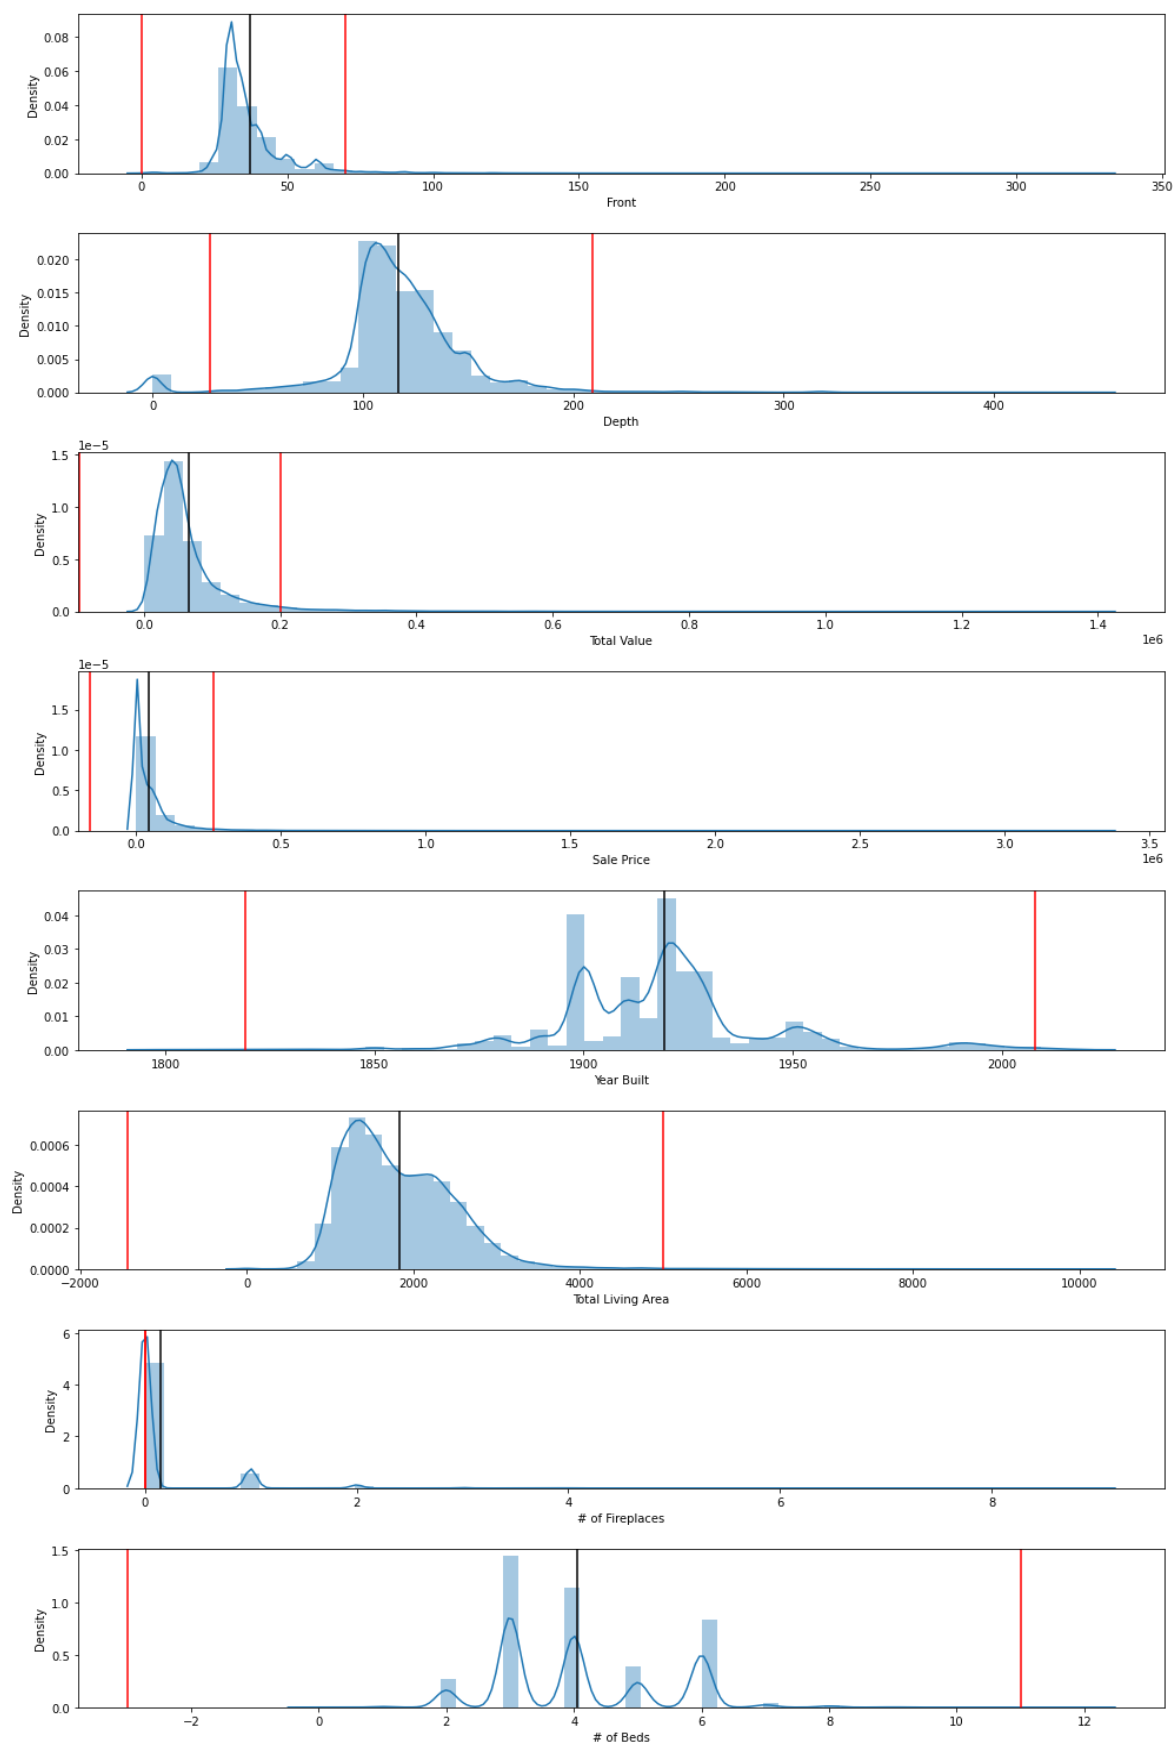 0.08
0.06
0.04
0.02
0.00
Density
0 50 100 150 200 250 300 350
Front
0.020
0.015
0.010
0.005
0.000
Density
0 100 200 300 400
Depth
1e−5
1.5
1.0
0.5
0.0
Density
0.0 0.2 0.4 0.6 0.8 1.0 1.2 1.4
Total Value
1e6
1e−5
1.5
1.0
0.5
0.0
Density
0.0 0.5 1.0 1.5 2.0 2.5 3.0 3.5
Sale Price
1e6
0.04
0.03
0.02
0.01
0.00
Density
1800 1850 1900 1950 2000
Year Built
0.0006
0.0004
0.0002
0.0000
Density
−2000 0 2000 4000 6000 8000 10000
Total Living Area
6
4
2
0
Density
0 2 4 6 8
# of Fireplaces
1.5
1.0
0.5
0.0
Density
−2 0 2 4 6 8 10 12
# of Beds